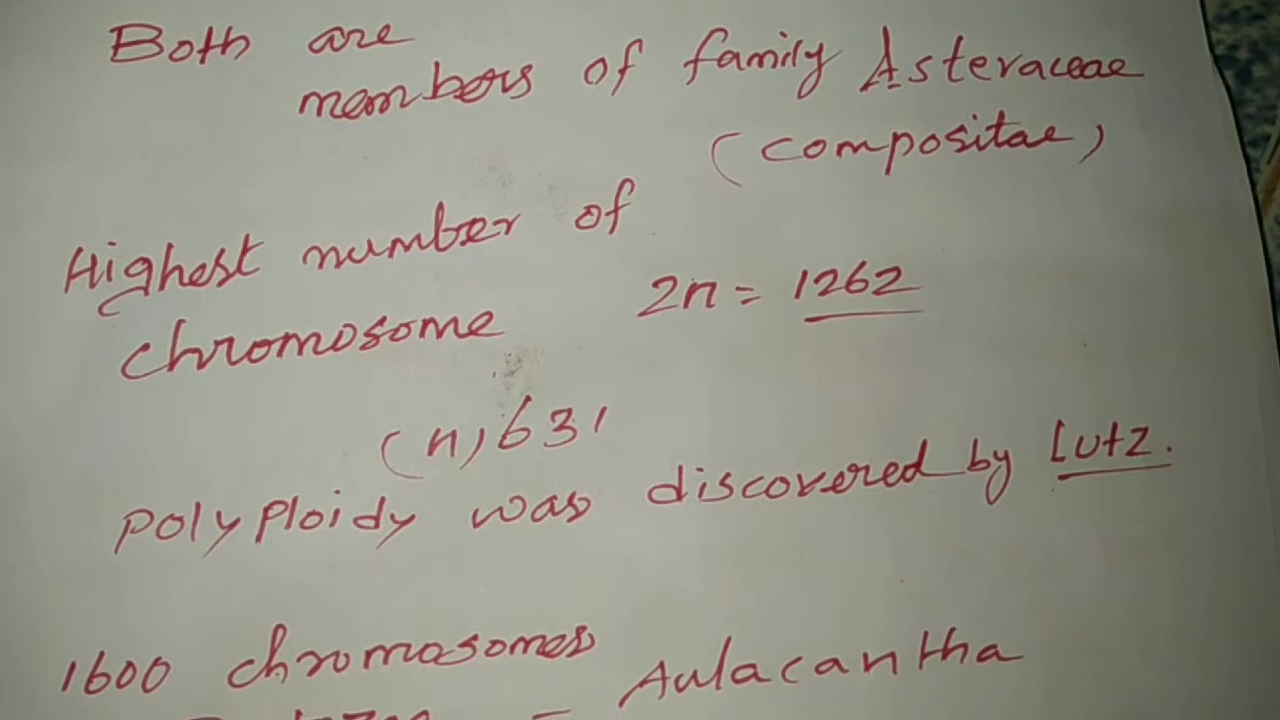 Both are
members of family Asteraceae
(compositae)
Highest number of
chromosome 2n = 1262
(n) 631
polyploidy was discovered by Lutz.
1600 chromosomes
Aulacantha